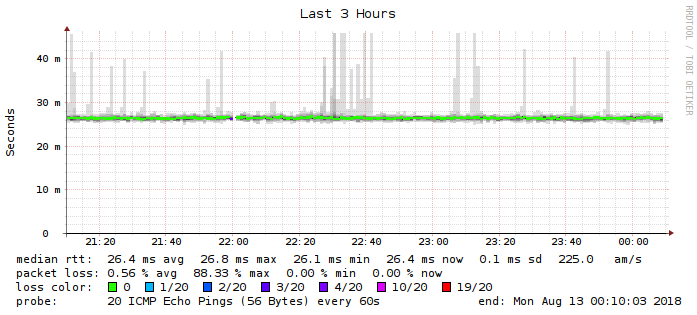 Last 3 Hours
RRDTOOL / TOBI OETIKER
Seconds
40 m
30 m
20 m
10 m
0
21:20 21:40 22:00 22:20 22:40 23:00 23:20 23:40 00:00
median rtt: 26.4 ms avg 26.8 ms max 26.1 ms min 26.4 ms now 0.1 ms sd 225.0 am/s
packet loss: 0.56 % avg 88.33 % max 0.00 % min 0.00 % now
loss color: 0 1/20 2/20 3/20 4/20 10/20 19/20
probe: 20 ICMP Echo Pings (56 Bytes) every 60s end: Mon Aug 13 00:10:03 2018